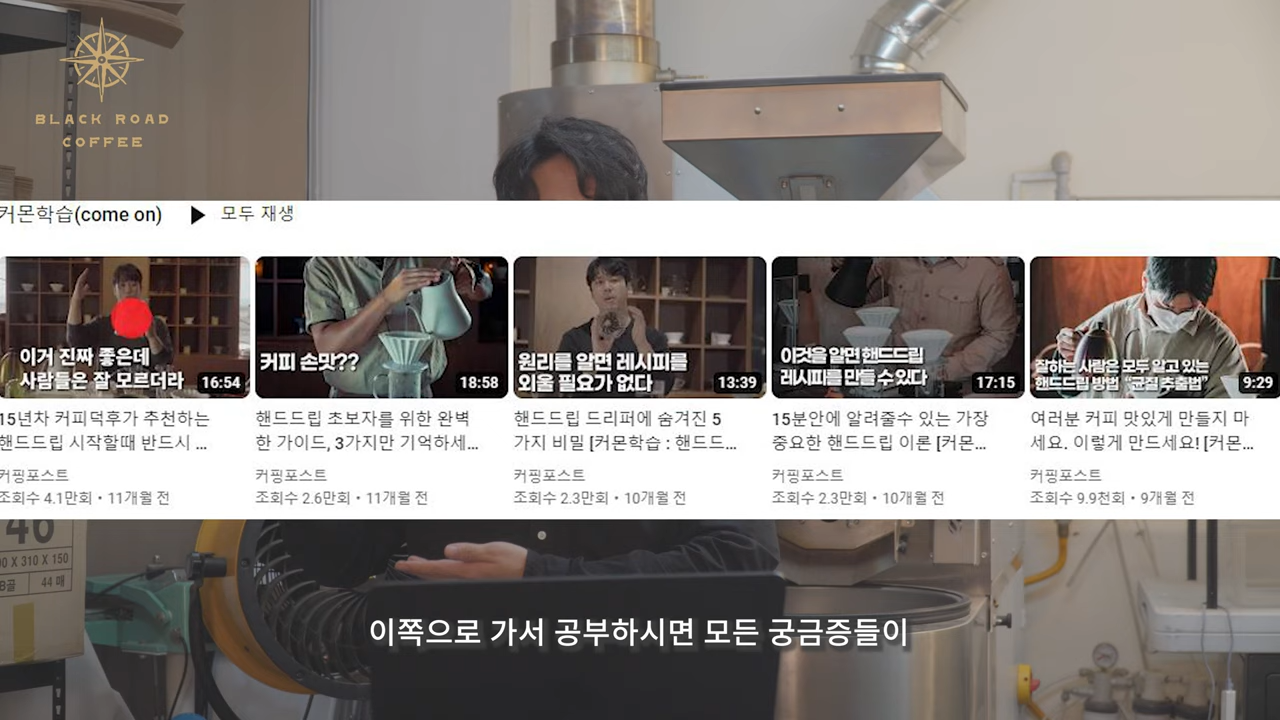 BLACK ROAD
COFFEE
커몬학습(come on) ▶ 모두 재생
이거 진짜 좋은데
사람들은 잘 모르더라
16:54
15년차 커피덕후가 추천하는
핸드드립 시작할때 반드시 ...
커핑포스트
조회수 4.1만회 • 11개월 전
커피 손맛??
18:58
핸드드립 초보자를 위한 완벽
한 가이드, 3가지만 기억하세...
커핑포스트
조회수 2.6만회 • 11개월 전
원리를 알면 레시피를
외울 필요가 없다
13:39
핸드드립 드리퍼에 숨겨진 5
가지 비밀 [커몬학습 : 핸드드...
커핑포스트
조회수 2.3만회 • 10개월 전
이것을 알면 핸드드립
레시피를 만들 수 있다
17:15
15분안에 알려줄수 있는 가장
중요한 핸드드립 이론 [커몬...
커핑포스트
조회수 2.3만회 • 10개월 전
잘하는 사람은 모두 알고 있는
핸드드립 방법 "균질 추출법"
9:29
여러분 커피 맛있게 만들지 마
세요. 이렇게 만드세요! [커몬...
커핑포스트
조회수 9.9천회 • 9개월 전
46
00 X 310 X 150
B골 44 매
이쪽으로 가서 공부하시면 모든 궁금증들이